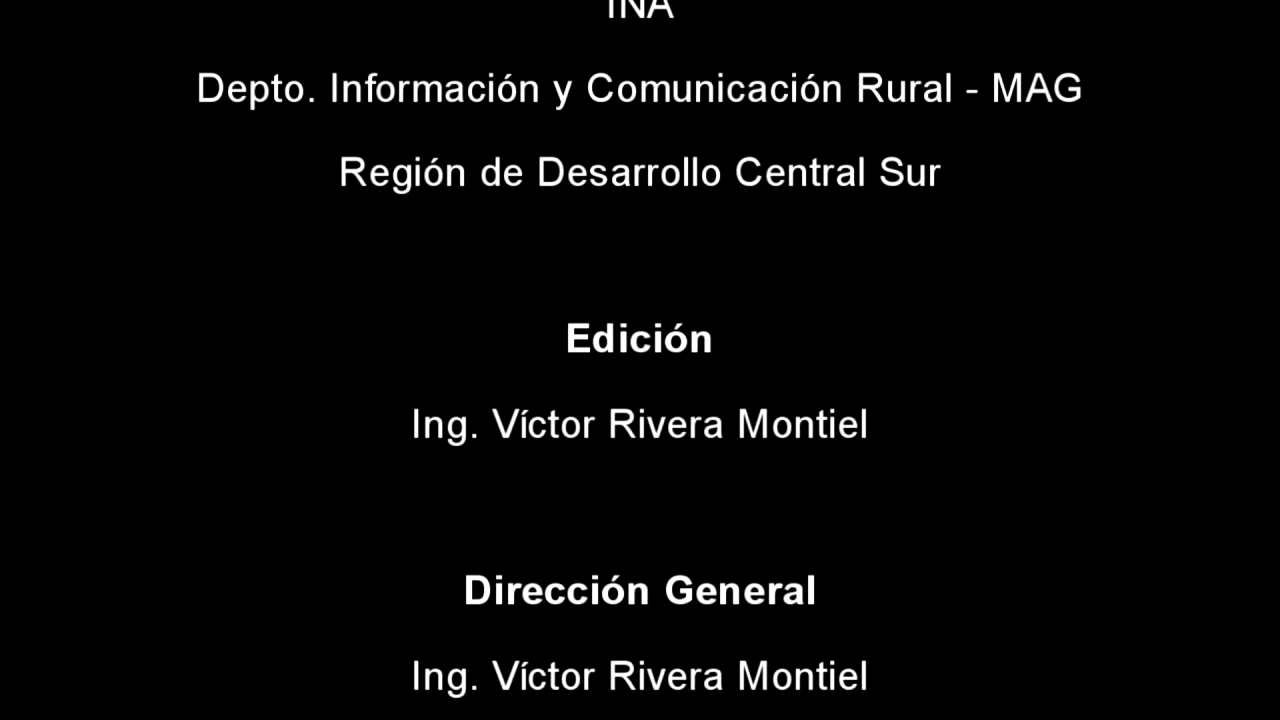 INA
Depto. Información y Comunicación Rural - MAG
Región de Desarrollo Central Sur
Edición
Ing. Víctor Rivera Montiel
Dirección General
Ing. Víctor Rivera Montiel